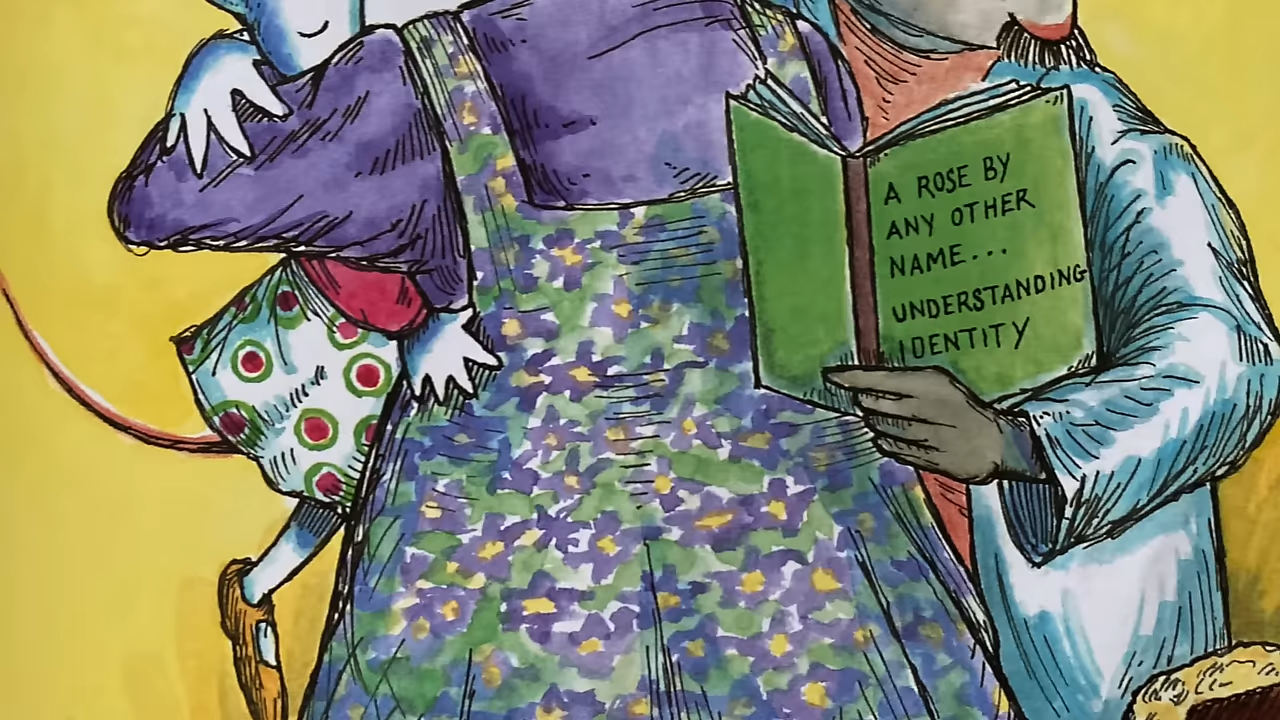 A ROSE BY
ANY OTHER
NAME...
UNDERSTANDING
IDENTITY